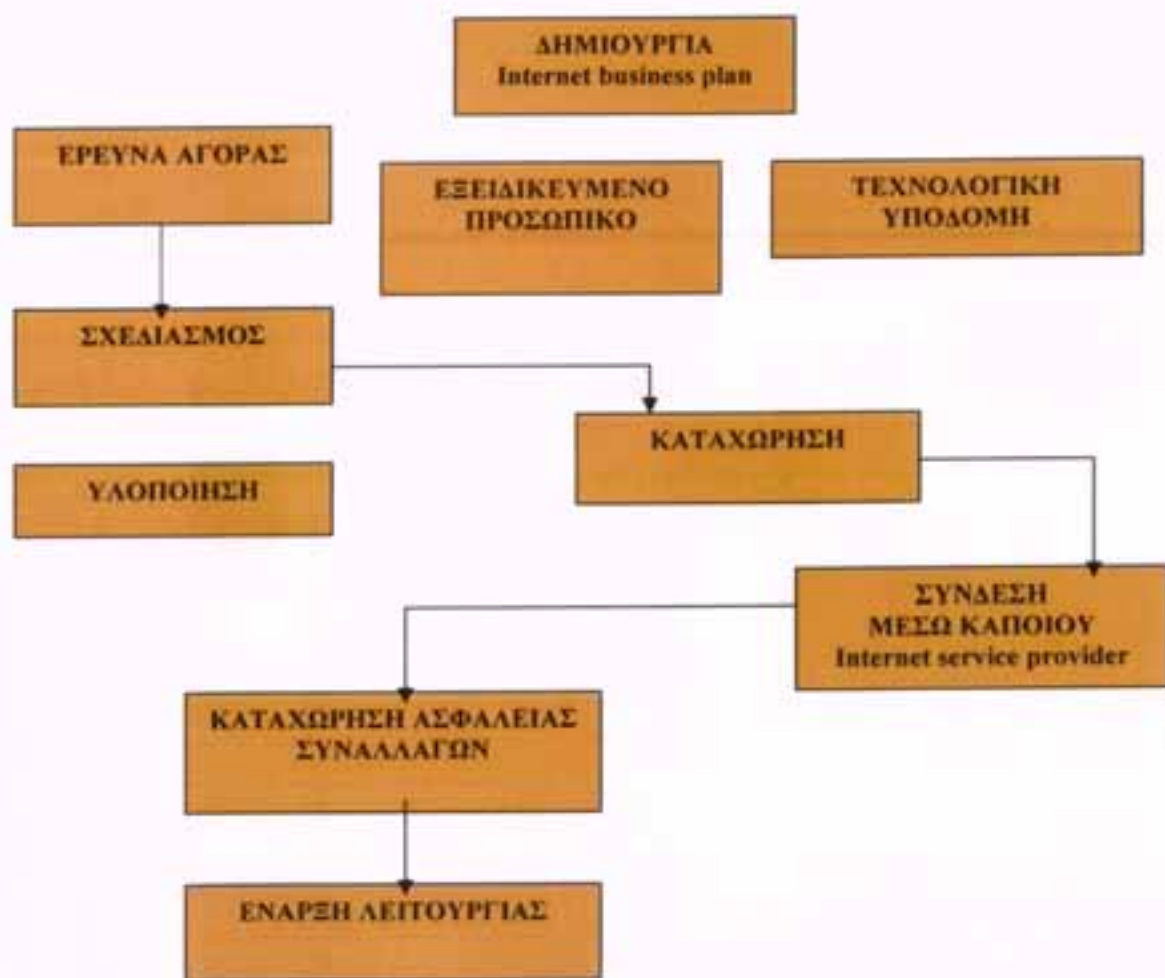 ΔΗΜΙΟΥΡΓΙΑ
Internet business plan
ΕΡΕΥΝΑ ΑΓΟΡΑΣ
ΕΞΕΙΔΙΚΕΥΜΕΝΟ
ΠΡΟΣΩΠΙΚΟ
ΤΕΧΝΟΛΟΓΙΚΗ
ΥΠΟΔΟΜΗ
ΣΧΕΔΙΑΣΜΟΣ
ΚΑΤΑΧΩΡΗΣΗ
ΥΛΟΠΟΙΗΣΗ
ΣΥΝΔΕΣΗ
ΜΕΣΩ ΚΑΠΟΙΟΥ
Internet service provider
ΚΑΤΑΧΩΡΗΣΗ ΑΣΦΑΛΕΙΑΣ
ΣΥΝΑΛΛΑΓΩΝ
ΕΝΑΡΞΗ ΛΕΙΤΟΥΡΓΙΑΣ